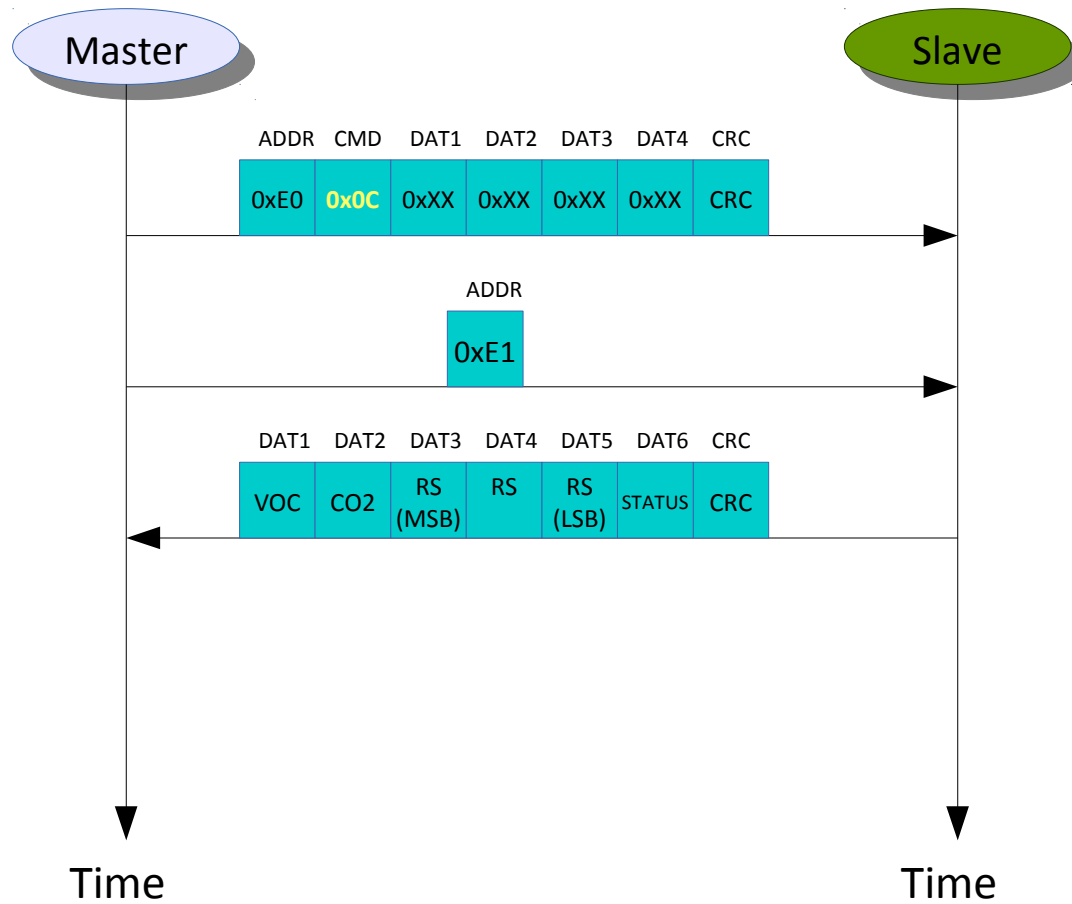 Master Slave
ADDR CMD DAT1 DAT2 DAT3 DAT4 CRC
0xE0 0x0C 0xXX 0xXX 0xXX 0xXX CRC
ADDR
0xE1
DAT1 DAT2 DAT3 DAT4 DAT5 DAT6 CRC
VOC CO2 RS (MSB) RS RS (LSB) STATUS CRC
Time Time